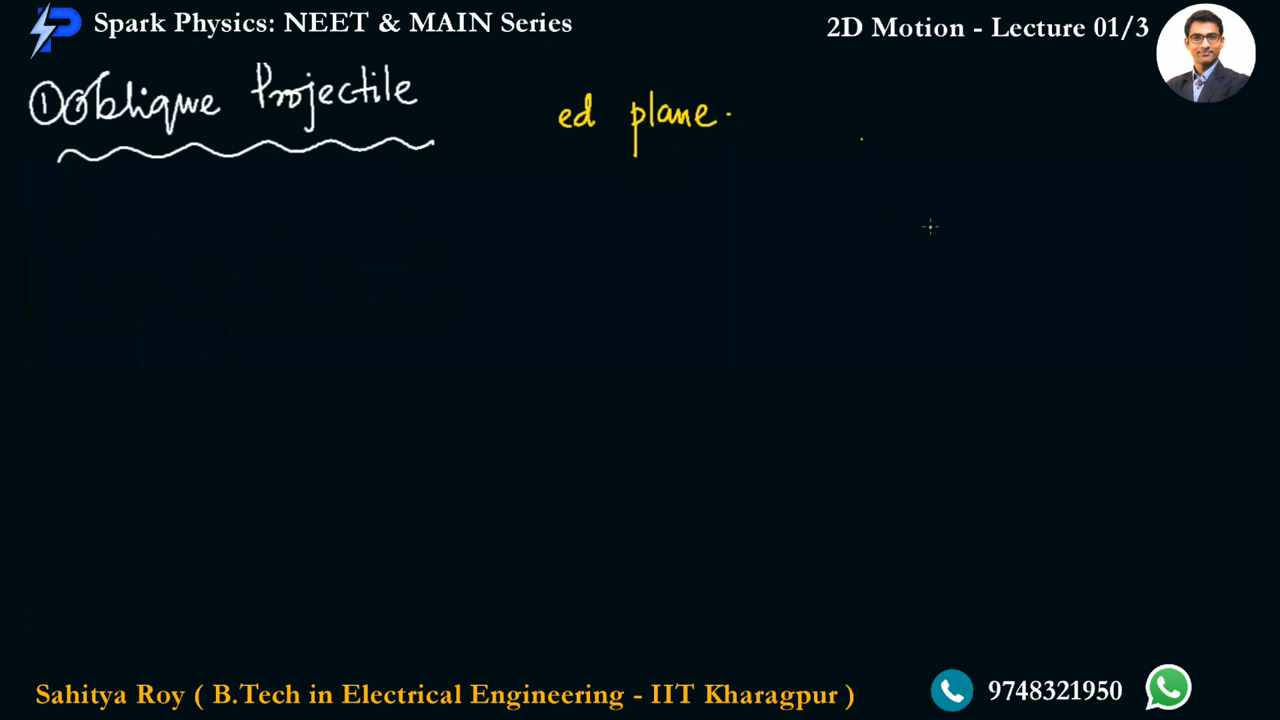 Spark Physics: NEET & MAIN Series
2D Motion - Lecture 01/3
① Oblique Projectile
ed plane.
Sahitya Roy ( B.Tech in Electrical Engineering - IIT Kharagpur )
9748321950